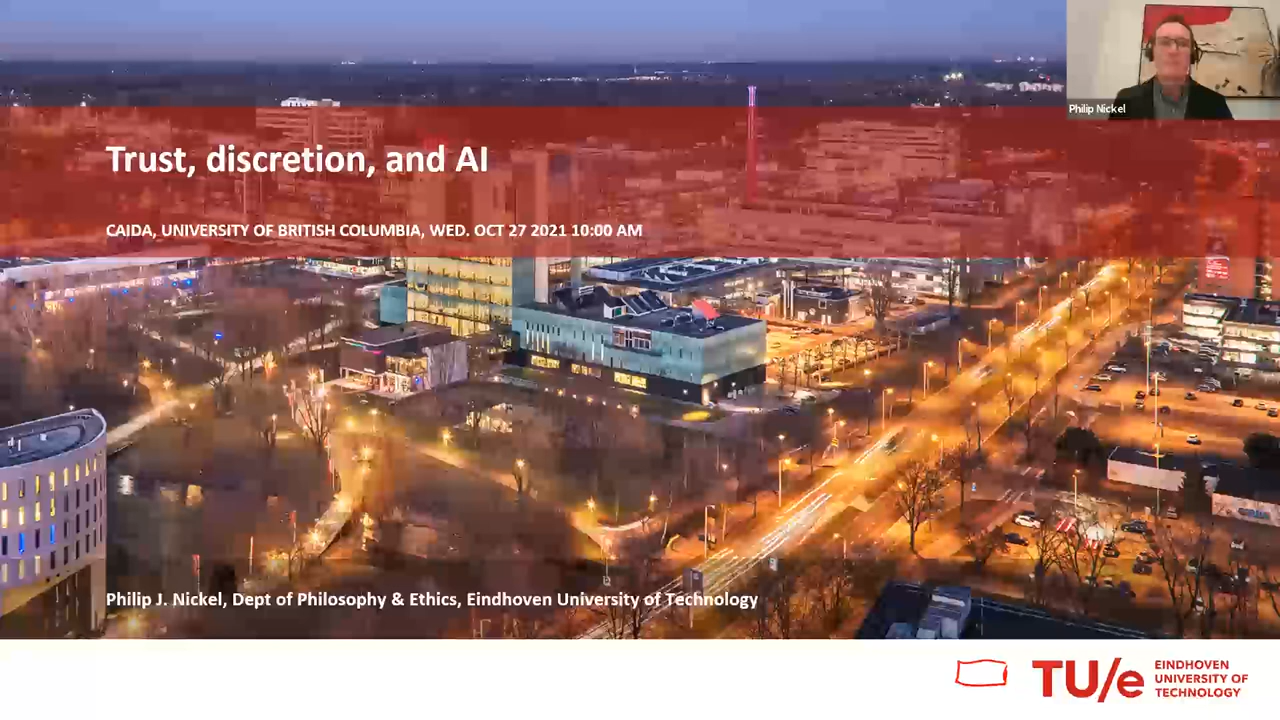 Philip Nickel
Trust, discretion, and AI
CAIDA, UNIVERSITY OF BRITISH COLUMBIA, WED. OCT 27 2021 10:00 AM
Philip J. Nickel, Dept of Philosophy & Ethics, Eindhoven University of Technology
TU/e
EINDHOVEN
UNIVERSITY OF
TECHNOLOGY